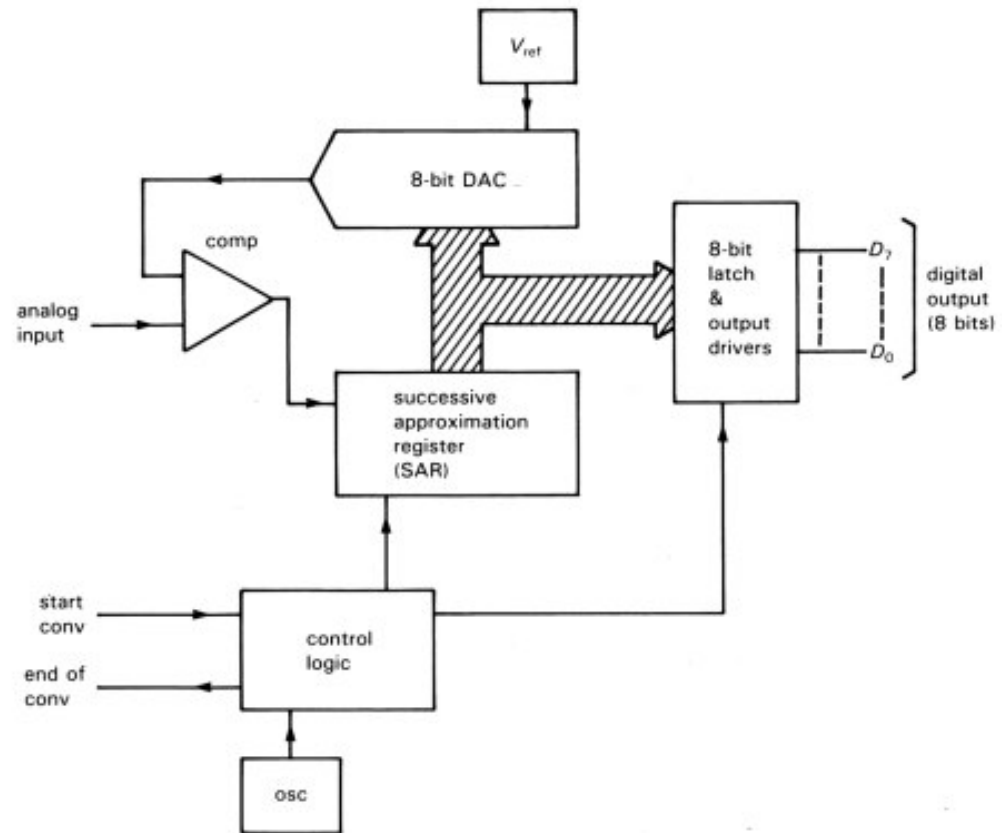 V_ref
8-bit DAC
comp
analog
input
8-bit
latch
&
output
drivers
D₇
D₀
digital
output
(8 bits)
successive
approximation
register
(SAR)
start
conv
end of
conv
control
logic
osc